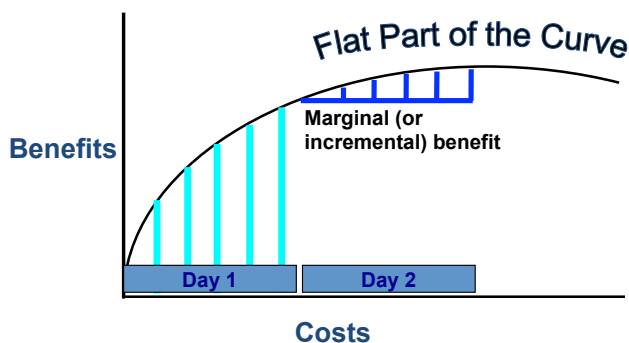 Flat Part of the Curve
Marginal (or
incremental) benefit
Benefits
Day 1
Day 2
Costs